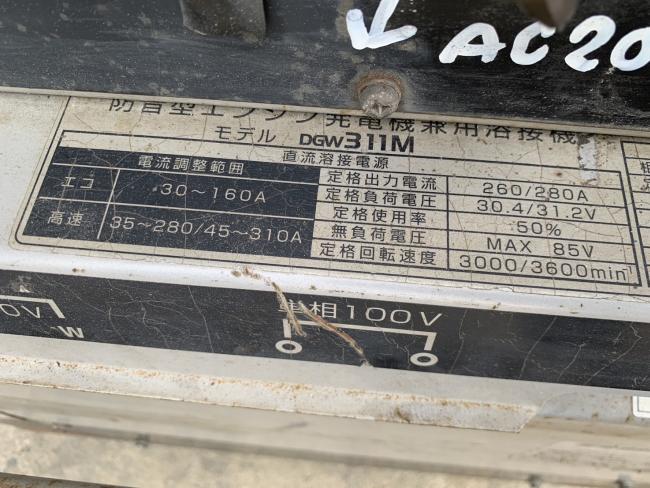 AC20
防音型エンジン発電機兼用溶接機
モデル DGW311M
電流調整範囲
エコ 30～160A
高速 35～280/45～310A
直流溶接電源
定格出力電流 260/280A
定格負荷電圧 30.4/31.2V
定格使用率 50%
無負荷電圧 MAX 85V
定格回転速度 3000/3600min
0V
W
単相100V